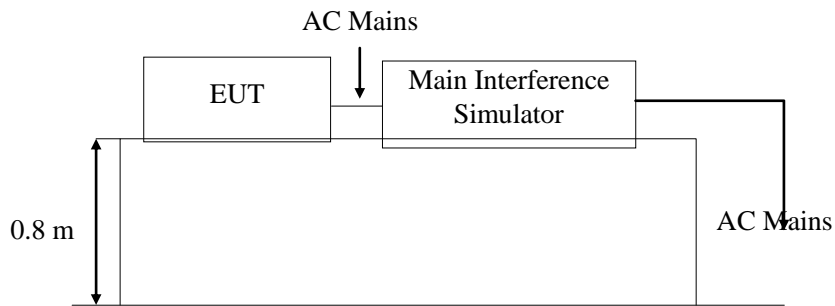 AC Mains
EUT
Main Interference
Simulator
0.8 m
AC Mains